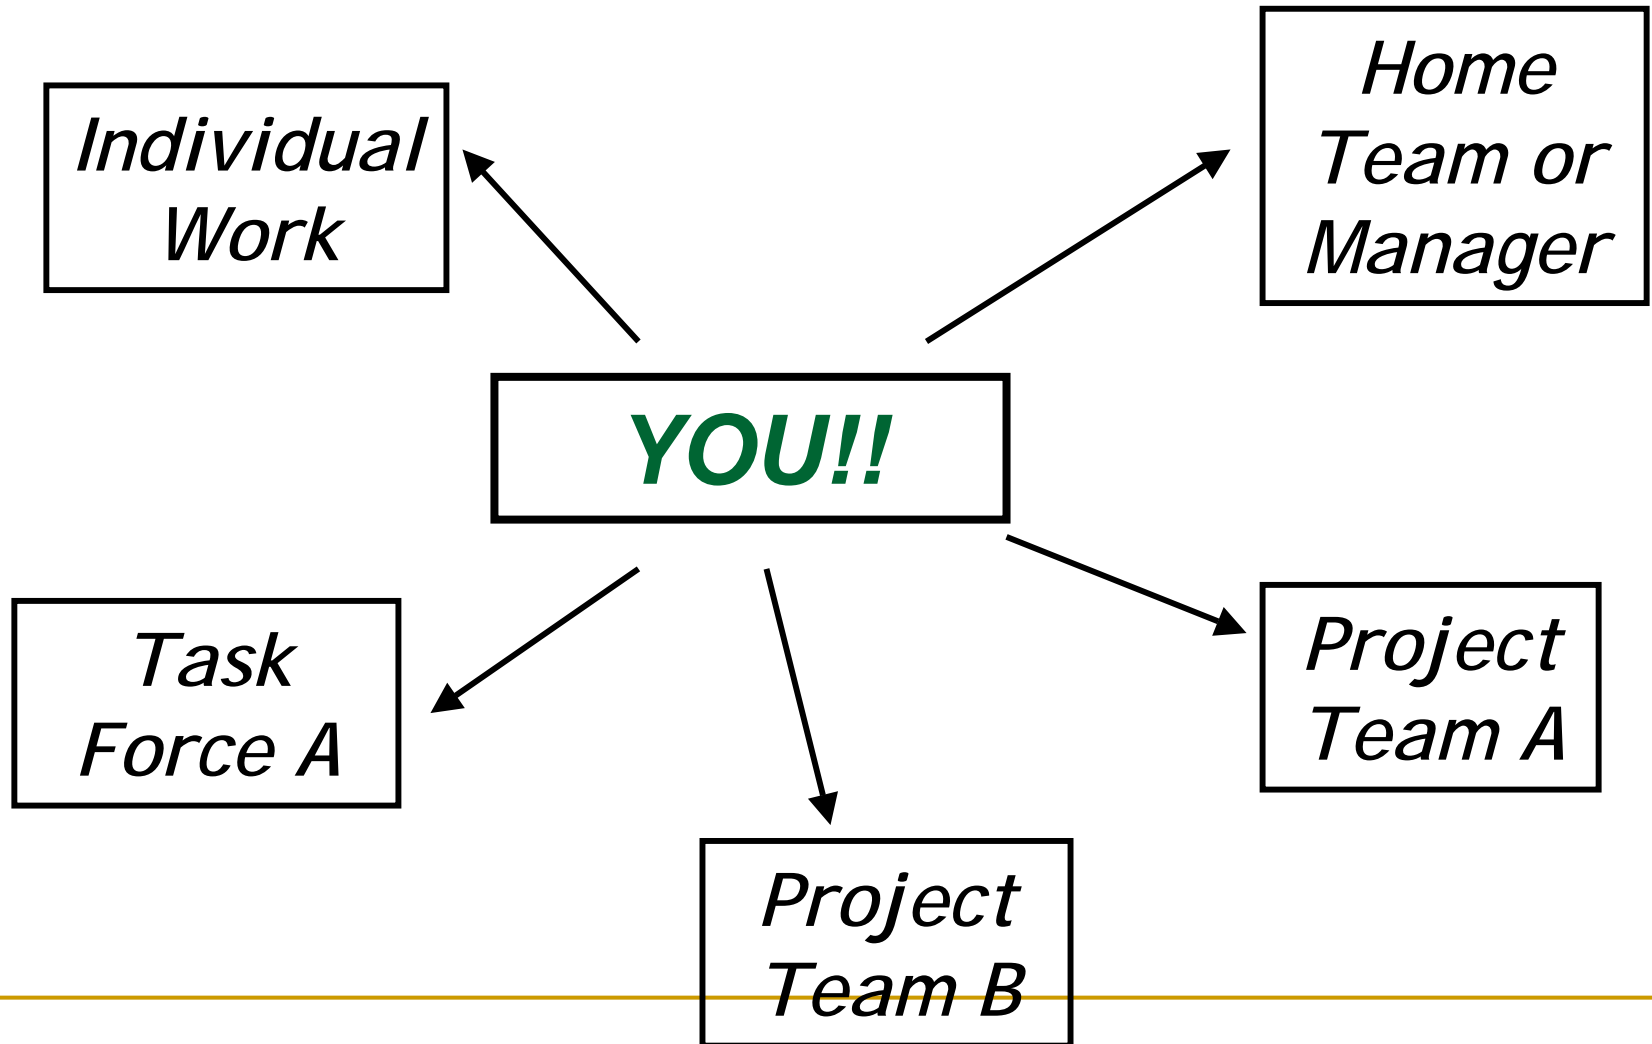 Individual
Work
Home
Team or
Manager
YOU!!
Task
Force A
Project
Team B
Project
Team A